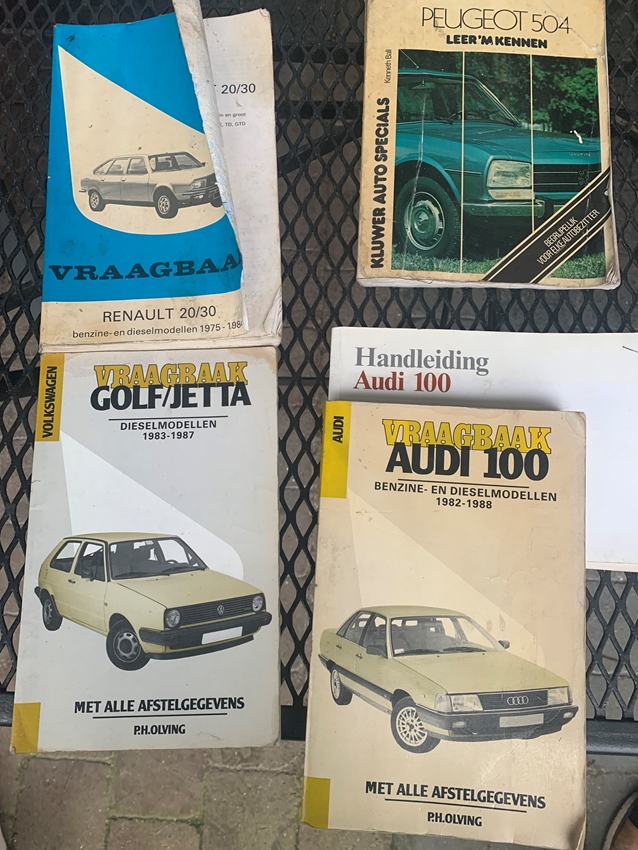 T 20/30
en groot
, TD, GTD
VRAAGBAA
RENAULT 20/30
benzine- en dieselmodellen 1975-198
PEUGEOT 504
LEER 'M KENNEN
Kenneth Ball
KLUWER AUTO SPECIALS
BEGRIJPELIJK
VOOR ELKE AUTOBEZITTER
VOLKSWAGEN
VRAAGBAAK
GOLF/JETTA
DIESELMODELLEN
1983-1987
MET ALLE AFSTELGEGEVENS
P.H.OLVING
Handleiding
Audi 100
AUDI
VRAAGBAAK
AUDI 100
BENZINE- EN DIESELMODELLEN
1982-1988
MET ALLE AFSTELGEGEVENS
P.H.OLVING